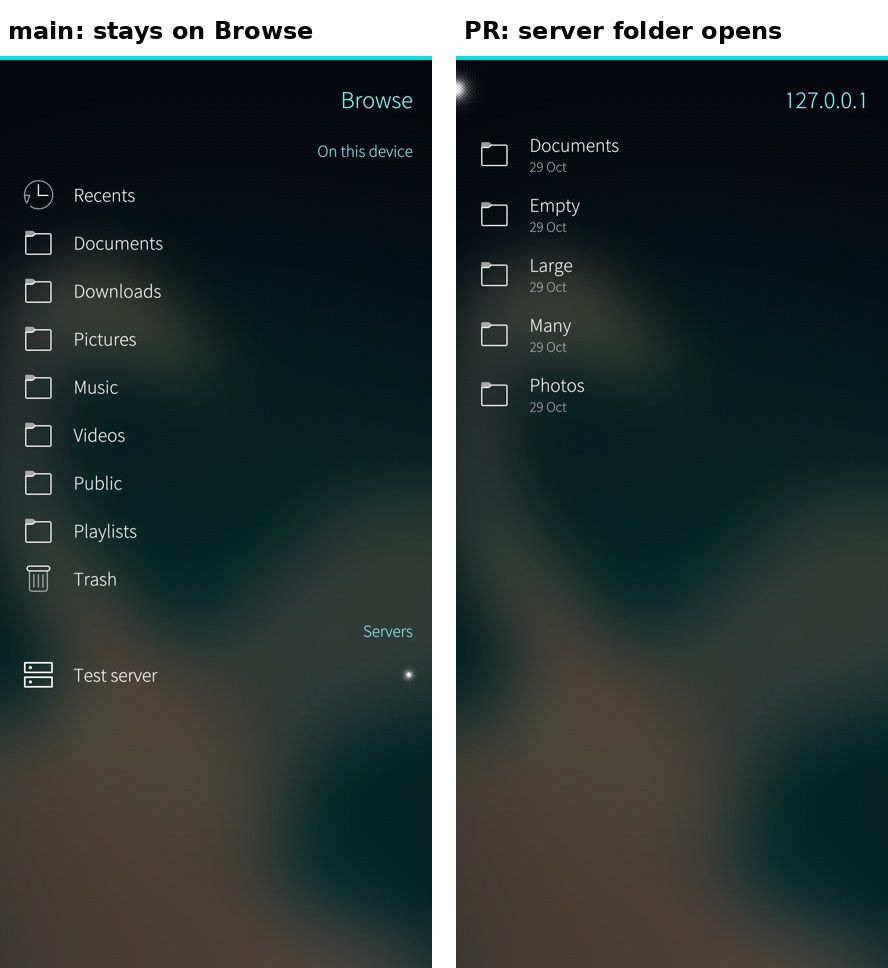 main: stays on Browse
Browse
On this device
Recents
Documents
Downloads
Pictures
Music
Videos
Public
Playlists
Trash
Servers
Test server
PR: server folder opens
127.0.0.1
Documents
29 Oct
Empty
29 Oct
Large
29 Oct
Many
29 Oct
Photos
29 Oct